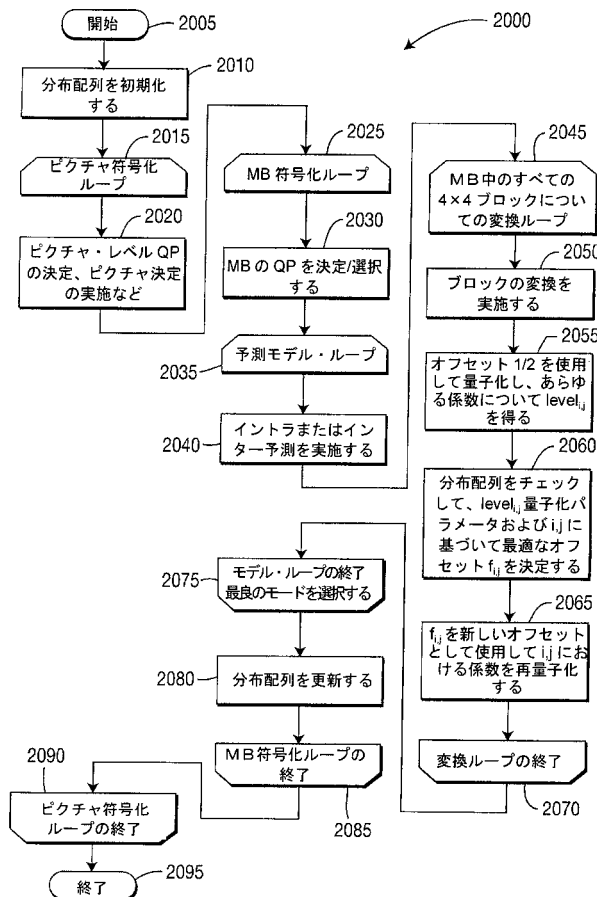 2000
開始
2005
分布配列を初期化
する
2010
ピクチャ符号化
ループ
2015
ピクチャ・レベル QP
の決定、ピクチャ決定
の実施など
2020
MB 符号化ループ
2025
MB の QP を決定/選択
する
2030
予測モデル・ループ
2035
イントラまたはイン
ター予測を実施する
2040
MB中のすべての
4×4 ブロックについ
ての変換ループ
2045
ブロックの変換を
実施する
2050
オフセット 1/2 を使用
して量子化し、あらゆ
る係数について level i,j
を得る
2055
分布配列をチェック
して、level i,j 量子化パ
ラメータおよび i,j に
基づいて最適なオフ
セット f i,j を決定する
2060
f i,j を新しいオフセット
として使用して i,j にお
ける係数を再量子化
する
2065
変換ループの終了
2070
モデル・ループの終了
最良のモードを選択する
2075
分布配列を更新する
2080
MB符号化ループの
終了
2085
ピクチャ符号化
ループの終了
2090
終了
2095